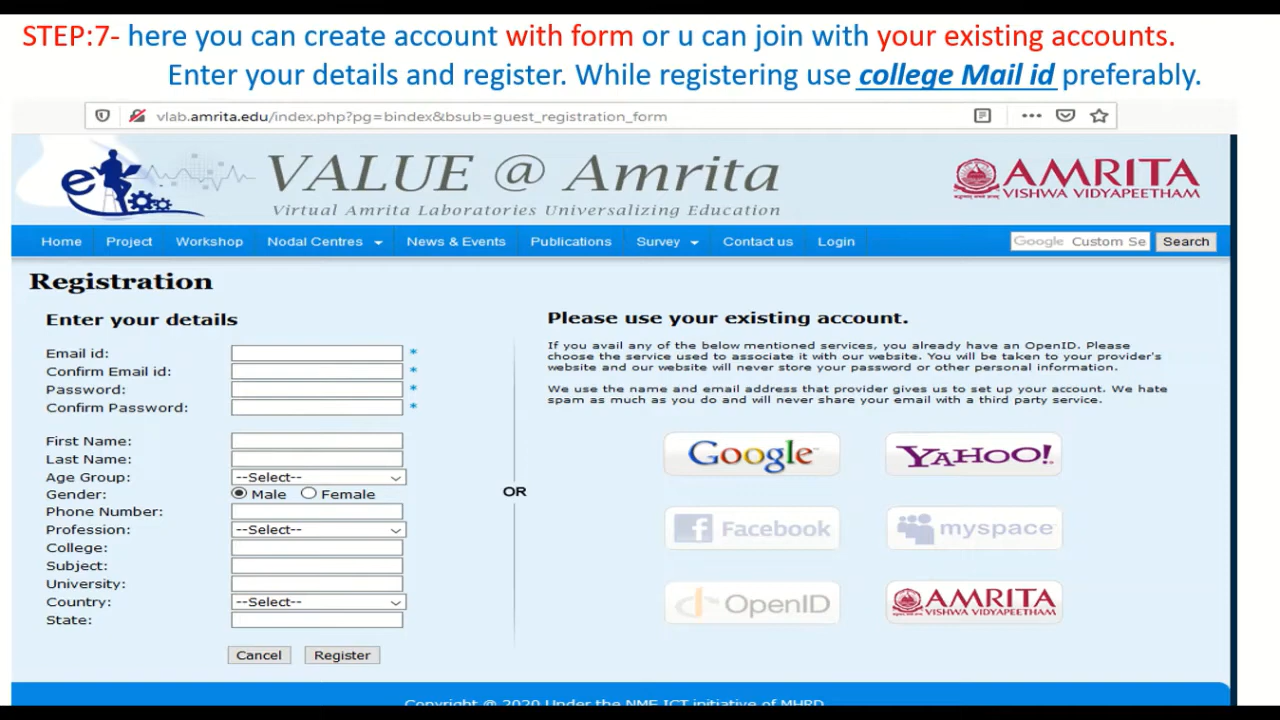 STEP:7- here you can create account with form or u can join with your existing accounts.
Enter your details and register. While registering use college Mail id preferably.
vlab.amrita.edu/index.php?pg=bindex&bsub=guest_registration_form
e
VALUE @ Amrita
Virtual Amrita Laboratories Universalizing Education
AMRITA
VISHWA VIDYAPEETHAM
Home Project Workshop Nodal Centres News & Events Publications Survey Contact us Login Google Custom Se Search
Registration
Enter your details
Email id: *
Confirm Email id: *
Password: *
Confirm Password: *
First Name:
Last Name:
Age Group: --Select--
Gender: Male Female
Phone Number:
Profession: --Select--
College:
Subject:
University:
Country: --Select--
State:
Cancel Register
OR
Please use your existing account.
If you avail any of the below mentioned services, you already have an OpenID. Please
choose the service used to associate it with our website. You will be taken to your provider's
website and our website will never store your password or other personal information.
We use the name and email address that provider gives us to set up your account. We hate
spam as much as you do and will never share your email with a third party service.
Google YAHOO!
Facebook myspace
OpenID AMRITA
VISHWA VIDYAPEETHAM
Copyright @ 2020 Under the NME ICT initiative of MHRD